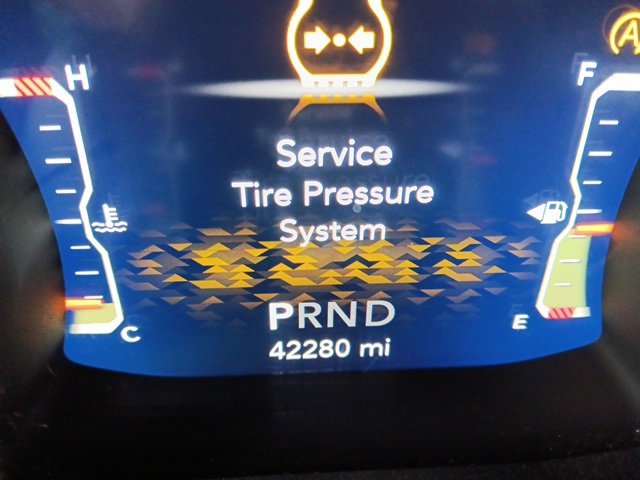 A
H
F
Service
Tire Pressure
System
PRND
C
E
42280 mi